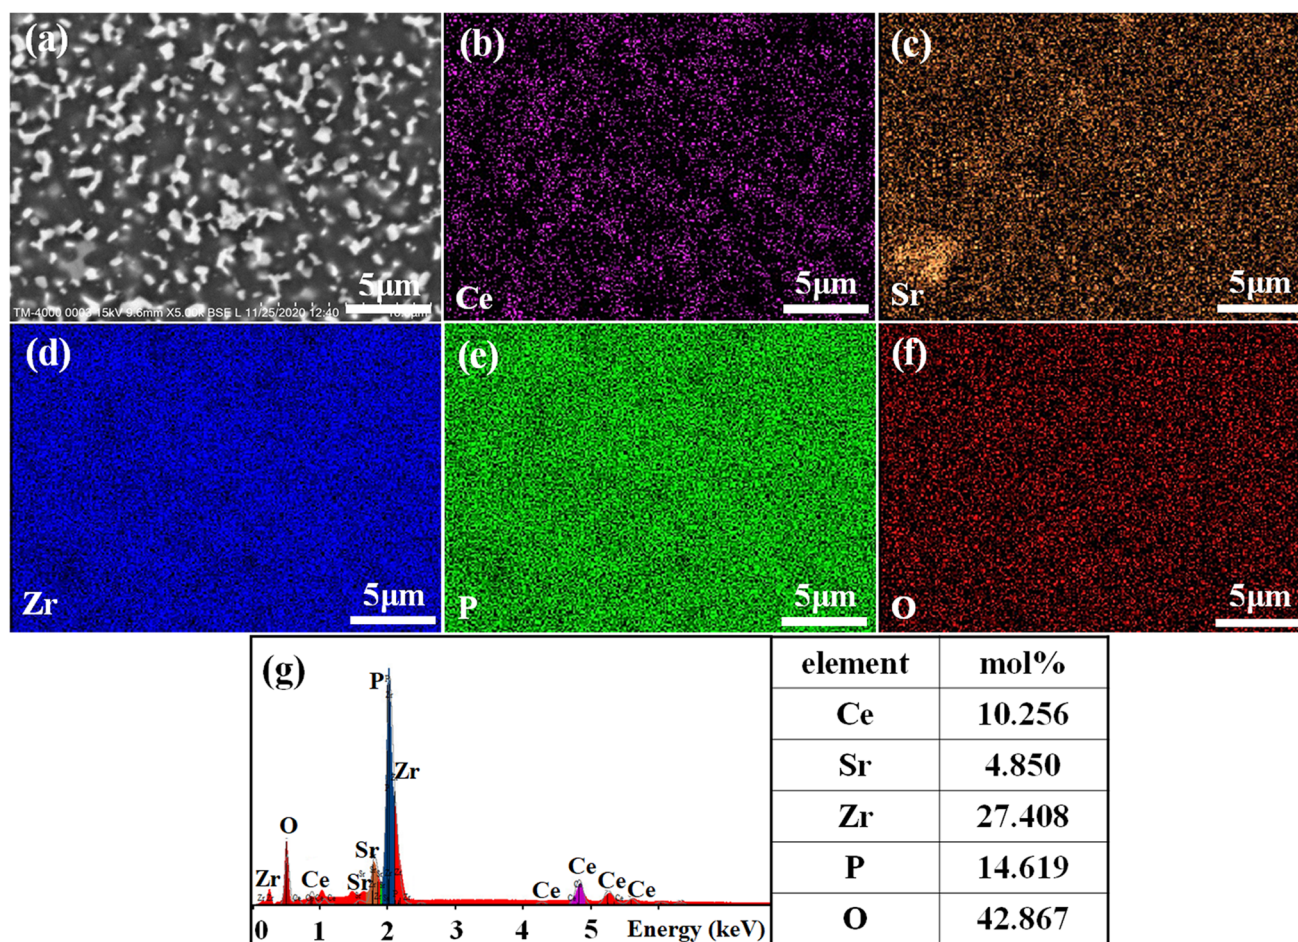 (a)
5μm
TM-4000 0003 15kV 9.6mm X5.00k BSE L 11/25/2020 12:40
(b)
Ce
5μm
(c)
Sr
5μm
(d)
Zr
5μm
(e)
P
5μm
(f)
O
5μm
(g)
P
Zr
O
Sr
Zr
Ce
Sr
Ce
Ce
Ce
Ce
0 1 2 3 4 5 Energy (keV)
element mol%
Ce 10.256
Sr 4.850
Zr 27.408
P 14.619
O 42.867